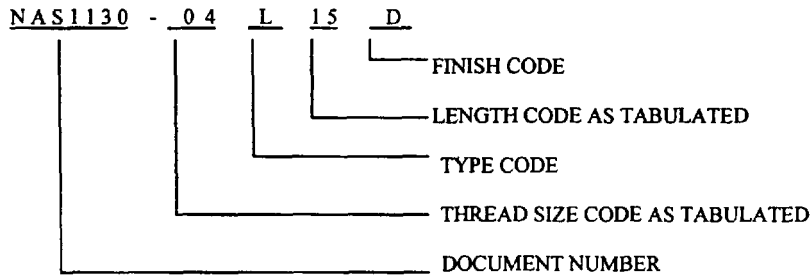 NAS1130 - 04 L 15 D
FINISH CODE
LENGTH CODE AS TABULATED
TYPE CODE
THREAD SIZE CODE AS TABULATED
DOCUMENT NUMBER